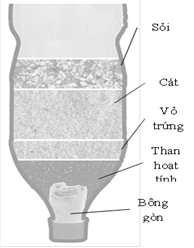 Sỏi
Cát
Vỏ
trứng
Than
hoạt
tính
Bông
gòn